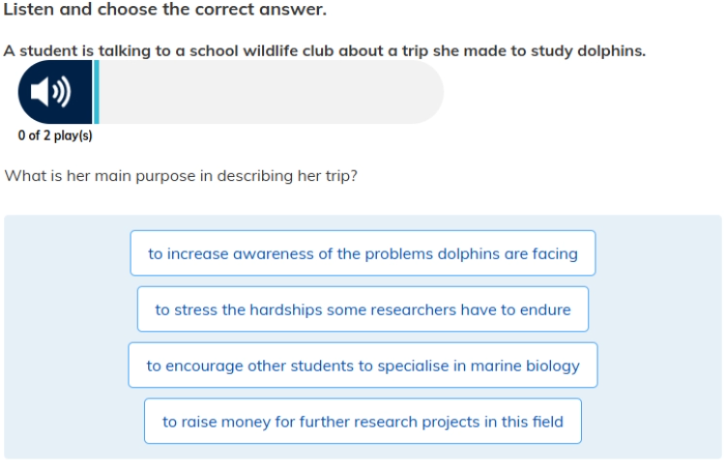 Listen and choose the correct answer.
A student is talking to a school wildlife club about a trip she made to study dolphins.
0 of 2 play(s)
What is her main purpose in describing her trip?
to increase awareness of the problems dolphins are facing
to stress the hardships some researchers have to endure
to encourage other students to specialise in marine biology
to raise money for further research projects in this field